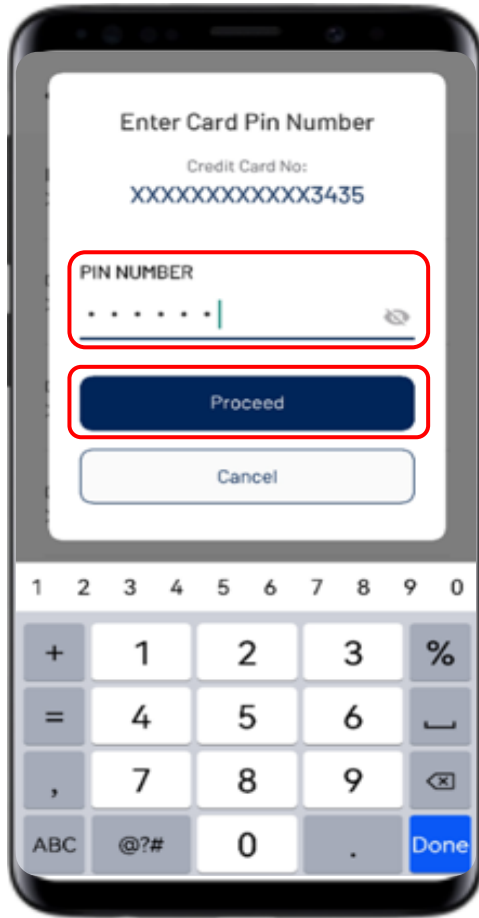 Enter Card Pin Number
Credit Card No:
XXXXXXXXXXXX3435
PIN NUMBER
• • • • • •
Proceed
Cancel
1 2 3 4 5 6 7 8 9 0
+ 1 2 3 %
= 4 5 6
, 7 8 9
ABC @?# 0 . Done